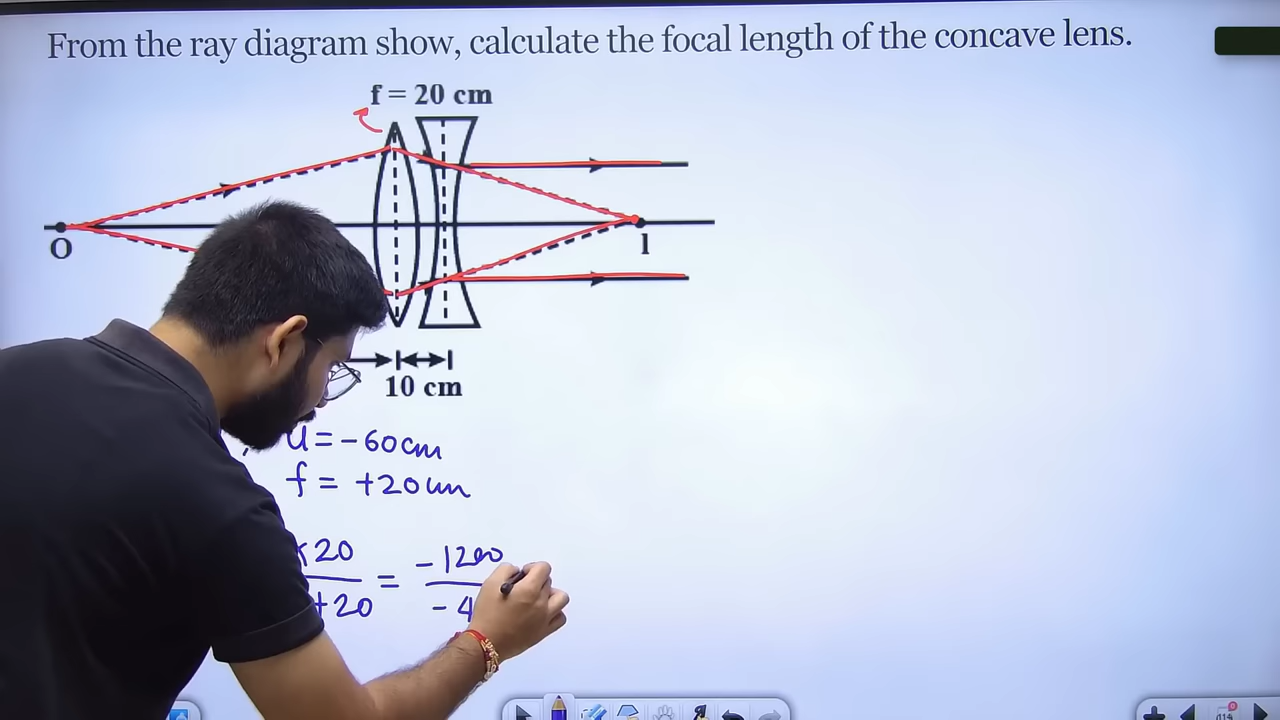 From the ray diagram show, calculate the focal length of the concave lens.
f = 20 cm
O
I
10 cm
u = -60cm
f = +20cm
×20
+20
=
-1200
-4
114